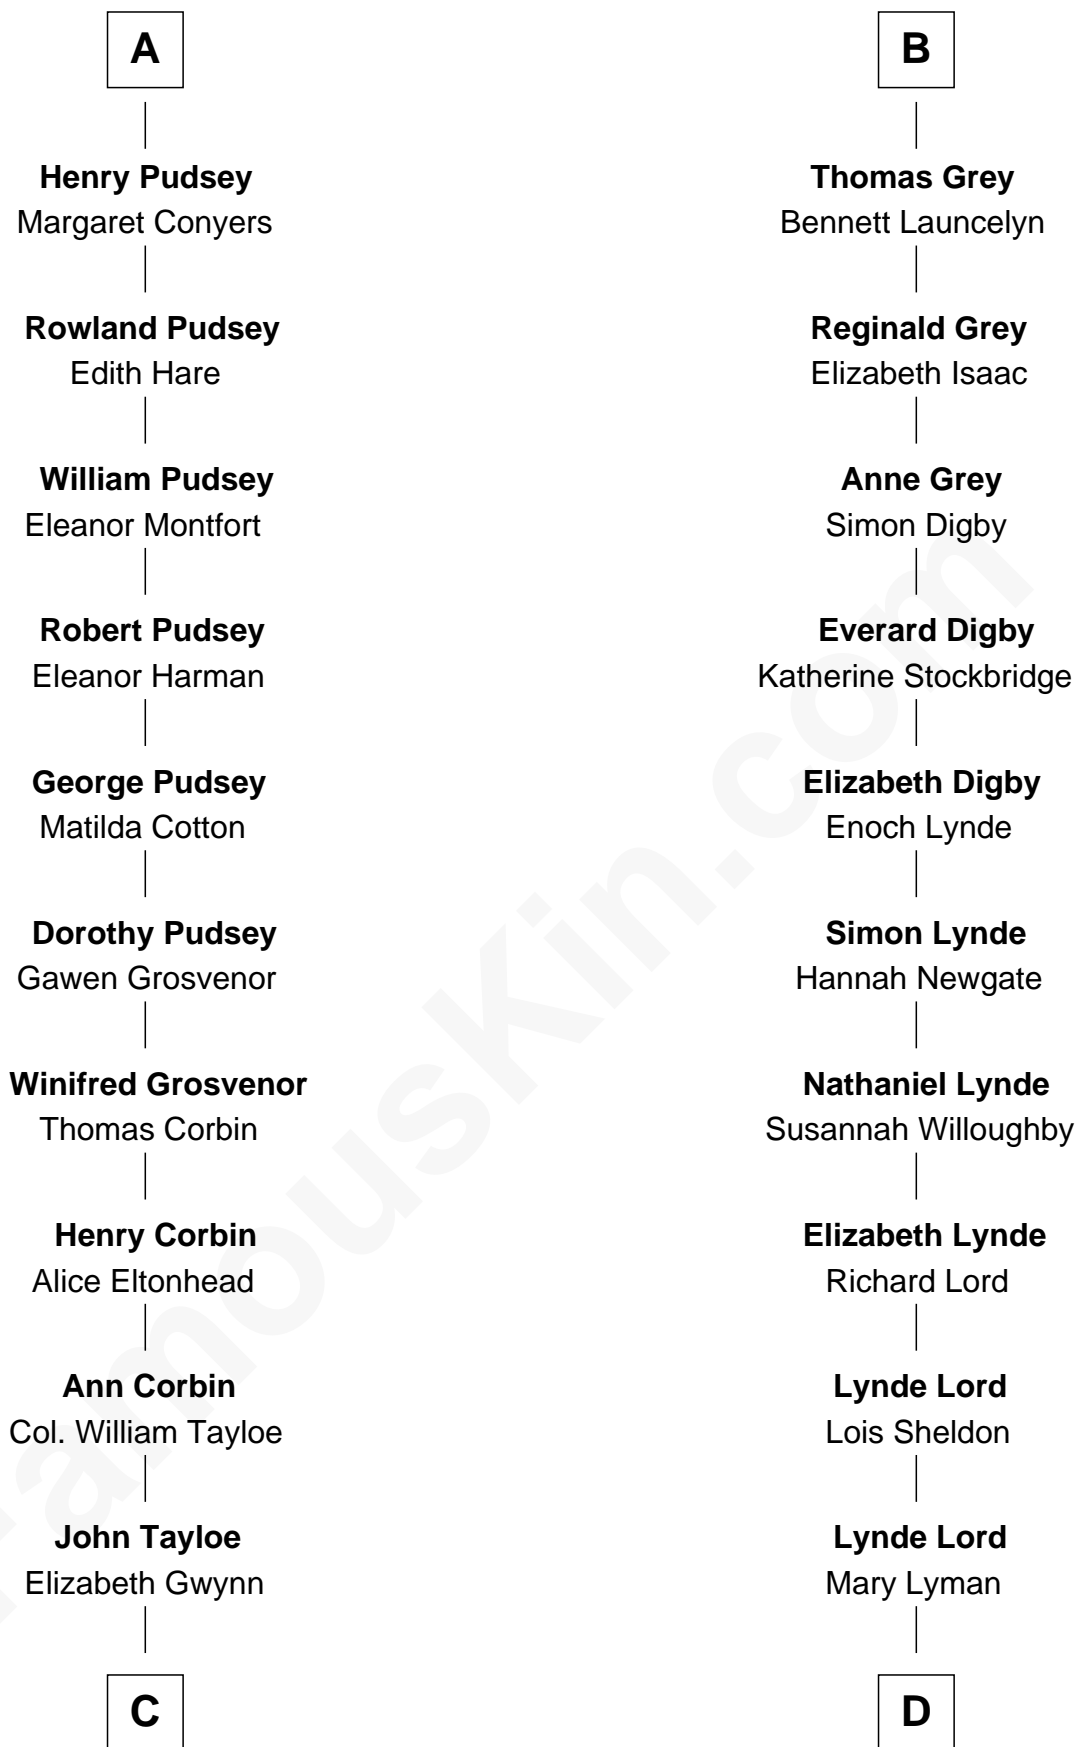 A
Henry Pudsey
Margaret Conyers
Rowland Pudsey
Edith Hare
William Pudsey
Eleanor Montfort
Robert Pudsey
Eleanor Harman
George Pudsey
Matilda Cotton
Dorothy Pudsey
Gawen Grosvenor
Winifred Grosvenor
Thomas Corbin
Henry Corbin
Alice Eltonhead
Ann Corbin
Col. William Tayloe
John Tayloe
Elizabeth Gwynn
C
B
Thomas Grey
Bennett Launcelyn
Reginald Grey
Elizabeth Isaac
Anne Grey
Simon Digby
Everard Digby
Katherine Stockbridge
Elizabeth Digby
Enoch Lynde
Simon Lynde
Hannah Newgate
Nathaniel Lynde
Susannah Willoughby
Elizabeth Lynde
Richard Lord
Lynde Lord
Lois Sheldon
Lynde Lord
Mary Lyman
D
FamousKin.com